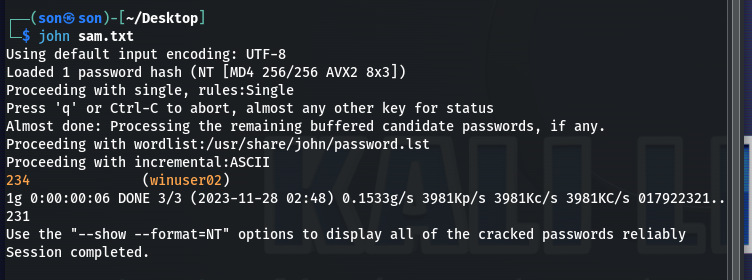 ┌──(son㉿son)-[~/Desktop]
└─$ john sam.txt
Using default input encoding: UTF-8
Loaded 1 password hash (NT [MD4 256/256 AVX2 8x3])
Proceeding with single, rules:Single
Press 'q' or Ctrl-C to abort, almost any other key for status
Almost done: Processing the remaining buffered candidate passwords, if any.
Proceeding with wordlist:/usr/share/john/password.lst
Proceeding with incremental:ASCII
234              (winuser02)
1g 0:00:00:06 DONE 3/3 (2023-11-28 02:48) 0.1533g/s 3981Kp/s 3981Kc/s 3981KC/s 017922321..
231
Use the "--show --format=NT" options to display all of the cracked passwords reliably
Session completed.
KALI LI